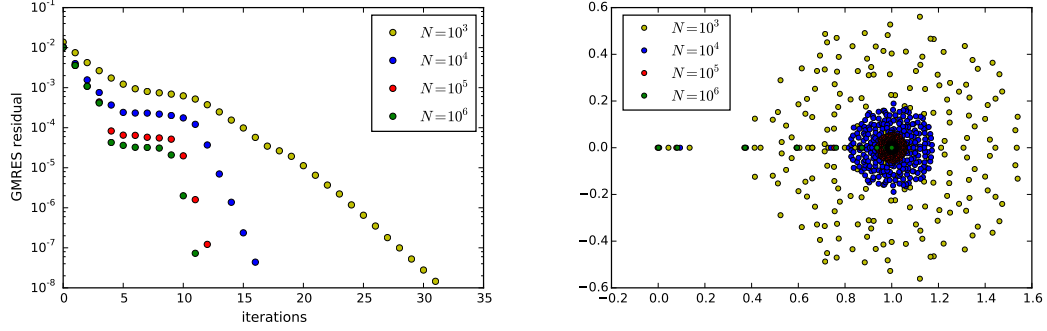 10^-1
10^-2
10^-3
10^-4
10^-5
10^-6
10^-7
10^-8
GMRES residual
0 5 10 15 20 25 30 35
iterations
N=10^3
N=10^4
N=10^5
N=10^6
0.6
0.4
0.2
0.0
−0.2
−0.4
−0.6
−0.2 0.0 0.2 0.4 0.6 0.8 1.0 1.2 1.4 1.6
N=10^3
N=10^4
N=10^5
N=10^6